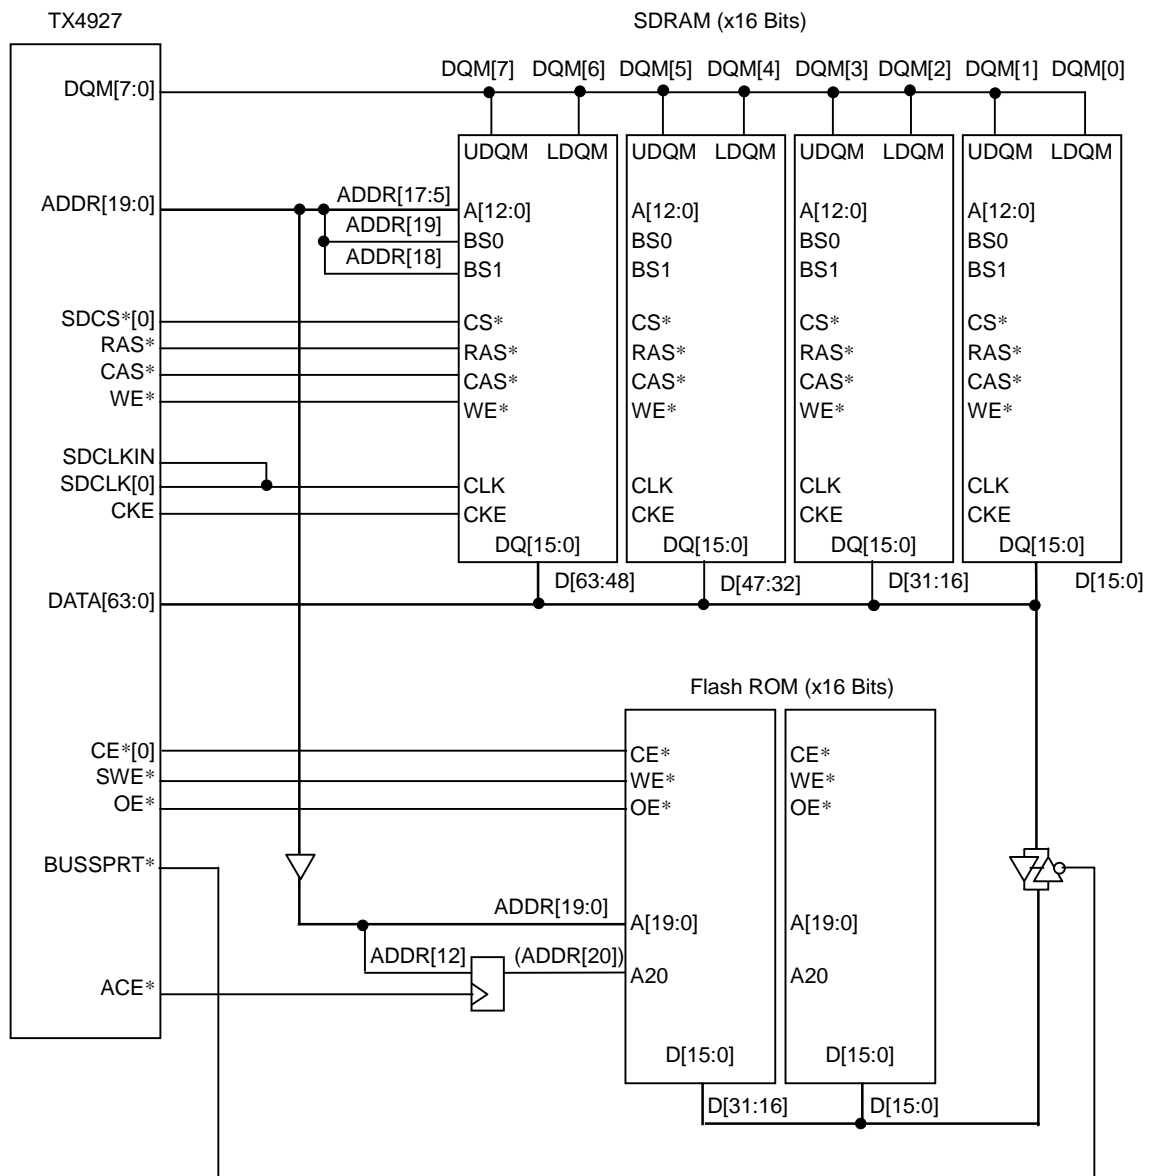 TX4927
SDRAM (x16 Bits)
DQM[7:0]
DQM[7] DQM[6] DQM[5] DQM[4] DQM[3] DQM[2] DQM[1] DQM[0]
UDQM LDQM UDQM LDQM UDQM LDQM UDQM LDQM
ADDR[19:0]
ADDR[17:5]
A[12:0] A[12:0] A[12:0] A[12:0]
ADDR[19]
BS0 BS0 BS0 BS0
ADDR[18]
BS1 BS1 BS1 BS1
SDCS*[0] CS* CS* CS* CS*
RAS* RAS* RAS* RAS* RAS*
CAS* CAS* CAS* CAS* CAS*
WE* WE* WE* WE* WE*
SDCLKIN
SDCLK[0] CLK CLK CLK CLK
CKE CKE CKE CKE CKE
DQ[15:0] DQ[15:0] DQ[15:0] DQ[15:0]
D[63:48] D[47:32] D[31:16] D[15:0]
DATA[63:0]
Flash ROM (x16 Bits)
CE*[0] CE* CE*
SWE* WE* WE*
OE* OE* OE*
BUSSPRT*
ADDR[19:0] A[19:0] A[19:0]
ADDR[12] (ADDR[20]) A20 A20
ACE*
D[15:0] D[15:0]
D[31:16] D[15:0]